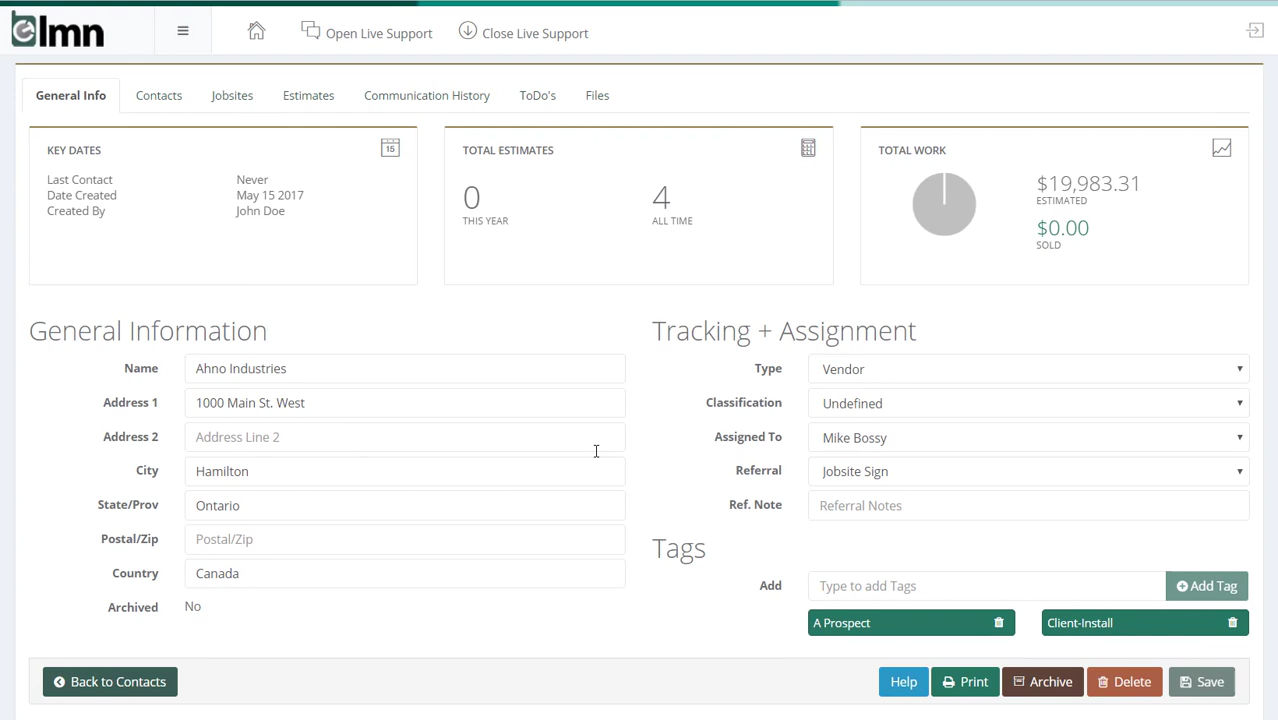 lmn
Open Live Support
Close Live Support
General Info
Contacts
Jobsites
Estimates
Communication History
ToDo's
Files
KEY DATES
15
Last Contact Never
Date Created May 15 2017
Created By John Doe
TOTAL ESTIMATES
0
THIS YEAR
4
ALL TIME
TOTAL WORK
$19,983.31
ESTIMATED
$0.00
SOLD
General Information
Name Ahno Industries
Address 1 1000 Main St. West
Address 2 Address Line 2
City Hamilton
State/Prov Ontario
Postal/Zip Postal/Zip
Country Canada
Archived No
Tracking + Assignment
Type Vendor
Classification Undefined
Assigned To Mike Bossy
Referral Jobsite Sign
Ref. Note Referral Notes
Tags
Add Type to add Tags Add Tag
A Prospect
Client-Install
Back to Contacts
Help
Print
Archive
Delete
Save